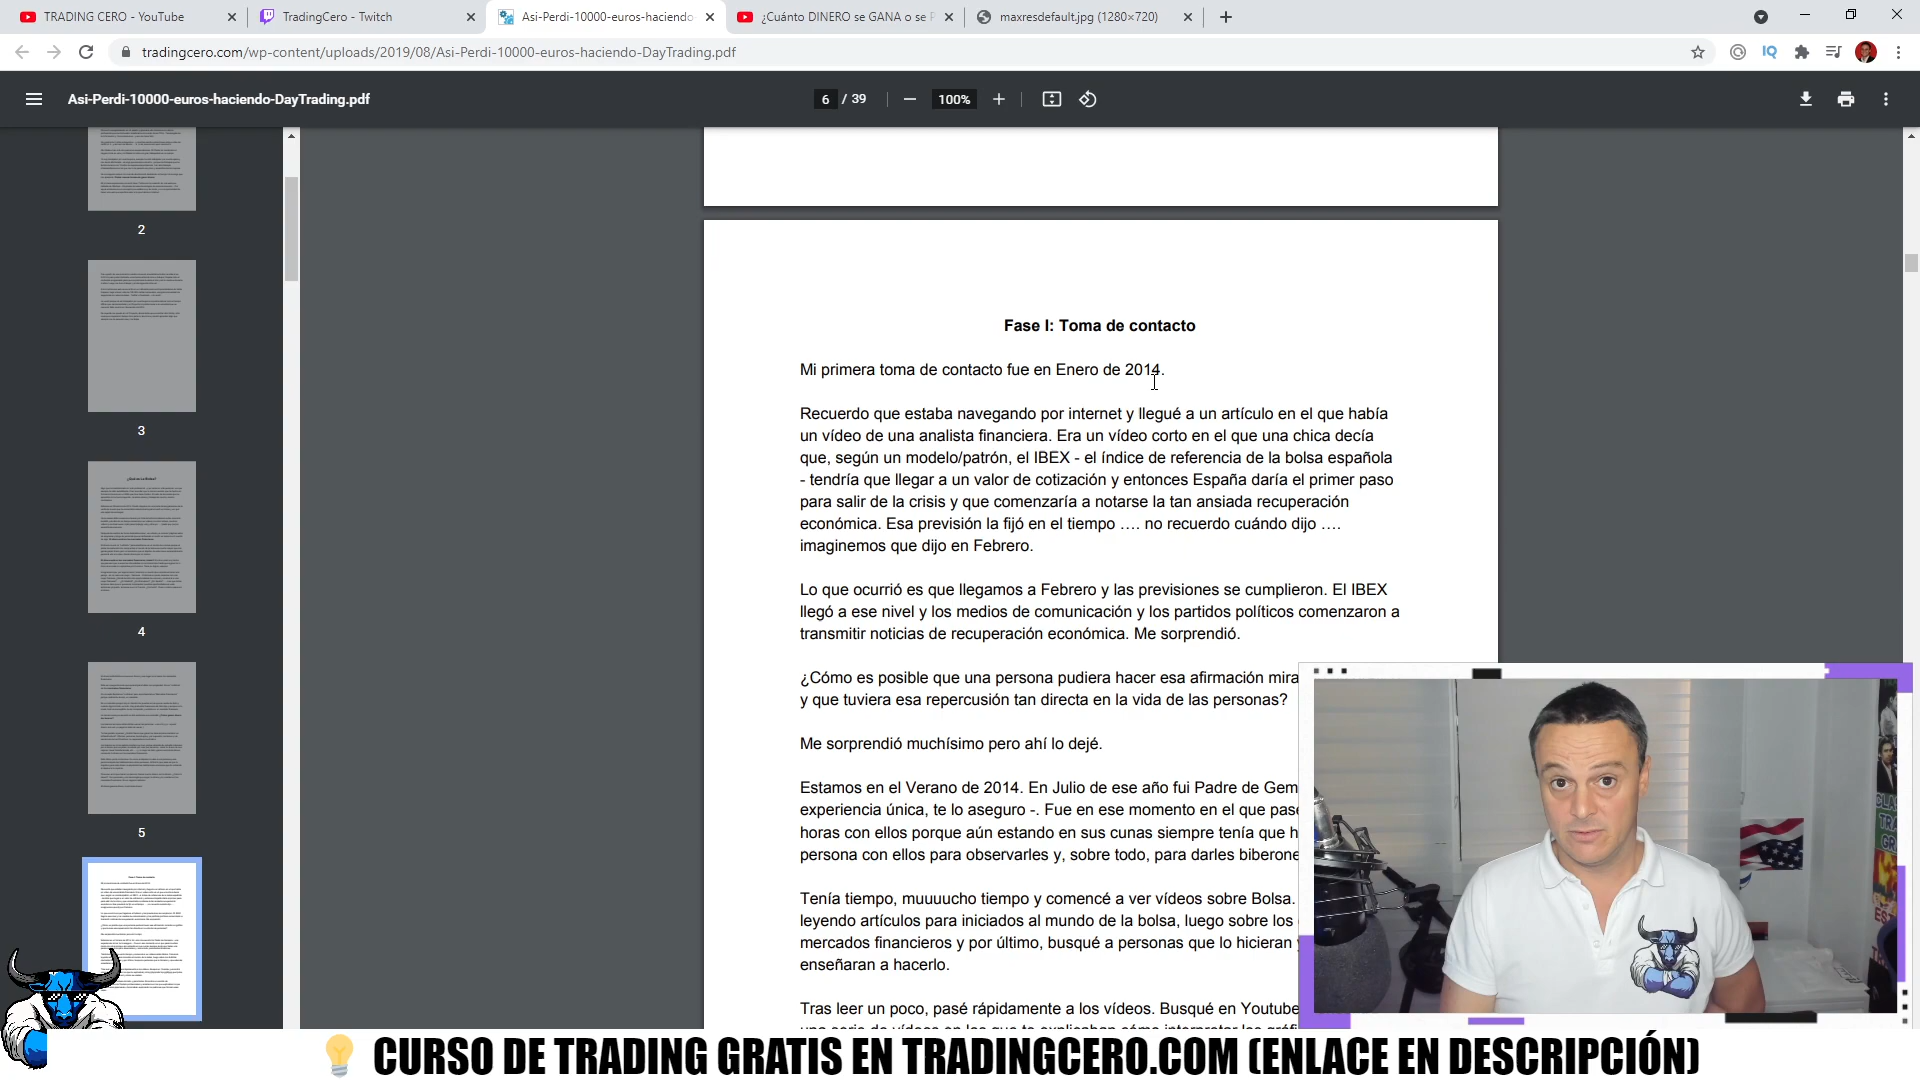 TRADING CERO - YouTube
TradingCero - Twitch
Asi-Perdi-10000-euros-haciendo
¿Cuánto DINERO se GANA o se P
maxresdefault.jpg (1280×720)
tradingcero.com/wp-content/uploads/2019/08/Asi-Perdi-10000-euros-haciendo-DayTrading.pdf
IQ
Asi-Perdi-10000-euros-haciendo-DayTrading.pdf
6 / 39
100%
2
3
4
5
Fase I: Toma de contacto
Mi primera toma de contacto fue en Enero de 2014.
Recuerdo que estaba navegando por internet y llegué a un artículo en el que había
un vídeo de una analista financiera. Era un vídeo corto en el que una chica decía
que, según un modelo/patrón, el IBEX - el índice de referencia de la bolsa española
- tendría que llegar a un valor de cotización y entonces España daría el primer paso
para salir de la crisis y que comenzaría a notarse la tan ansiada recuperación
económica. Esa previsión la fijó en el tiempo …. no recuerdo cuándo dijo ….
imaginemos que dijo en Febrero.
Lo que ocurrió es que llegamos a Febrero y las previsiones se cumplieron. El IBEX
llegó a ese nivel y los medios de comunicación y los partidos políticos comenzaron a
transmitir noticias de recuperación económica. Me sorprendió.
¿Cómo es posible que una persona pudiera hacer esa afirmación mira
y que tuviera esa repercusión tan directa en la vida de las personas?
Me sorprendió muchísimo pero ahí lo dejé.
Estamos en el Verano de 2014. En Julio de ese año fui Padre de Gem
experiencia única, te lo aseguro -. Fue en ese momento en el que pas
horas con ellos porque aún estando en sus cunas siempre tenía que h
persona con ellos para observarles y, sobre todo, para darles biberone
Tenía tiempo, muuuucho tiempo y comencé a ver vídeos sobre Bolsa.
leyendo artículos para iniciados al mundo de la bolsa, luego sobre los
mercados financieros y por último, busqué a personas que lo hicieran y
enseñaran a hacerlo.
Tras leer un poco, pasé rápidamente a los vídeos. Busqué en Youtube
CURSO DE TRADING GRATIS EN TRADINGCERO.COM (ENLACE EN DESCRIPCIÓN)